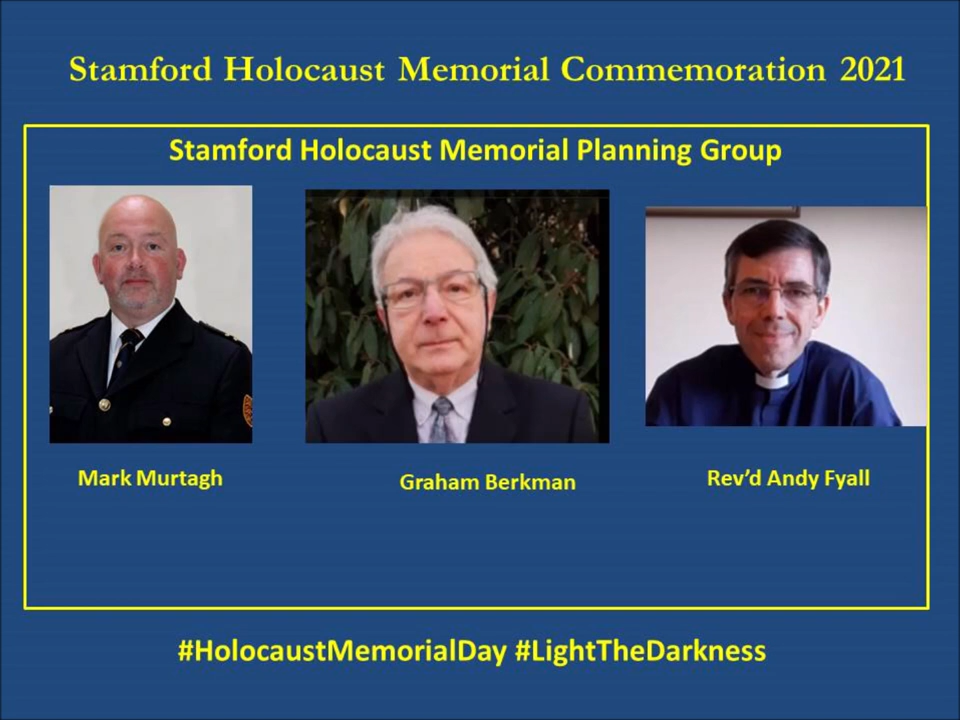 Stamford Holocaust Memorial Commemoration 2021
Stamford Holocaust Memorial Planning Group
Mark Murtagh
Graham Berkman
Rev’d Andy Fyall
#HolocaustMemorialDay #LightTheDarkness